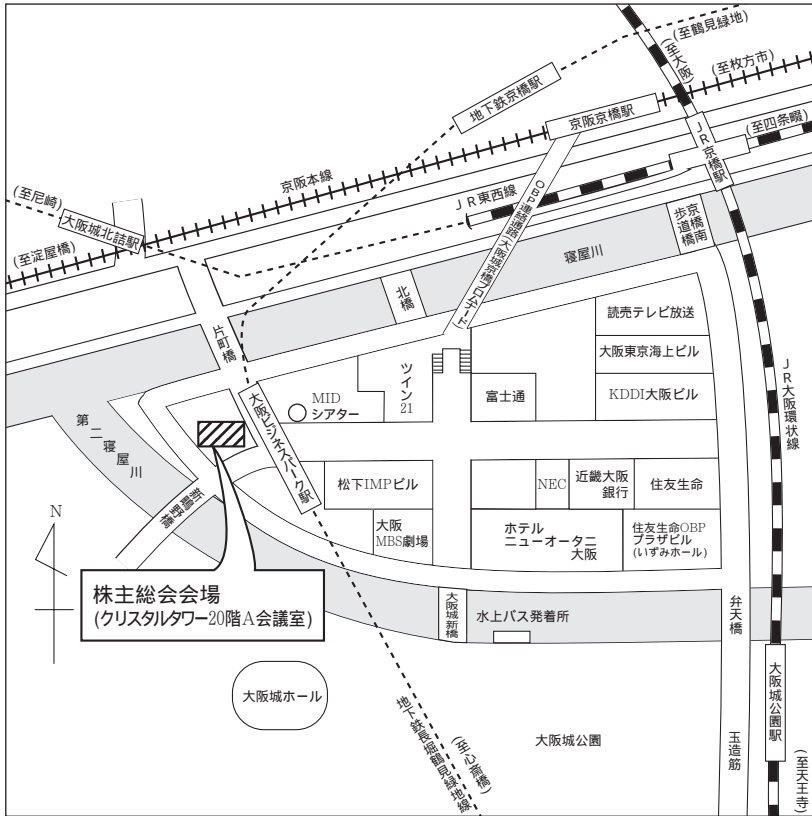 (至鶴見緑地)
(至大阪)
(至枚方市)
地下鉄京橋駅
京阪京橋駅
(至四条畷)
JR京橋駅
京阪本線
JR東西線
(至尼崎)
大阪城北詰駅
(至淀屋橋)
OBP連絡通路(大阪城京橋プロムナード)
京橋南
歩道橋
寝屋川
北橋
片町橋
読売テレビ放送
大阪東京海上ビル
KDDI大阪ビル
JR大阪環状線
ツイン
21
富士通
MID
シアター
大阪ビジネスパーク駅
第二寝屋川
新鴫野橋
松下IMPビル
NEC
近畿大阪
銀行
住友生命
大阪
MBS劇場
ホテル
ニューオータニ
大阪
住友生命OBP
プラザビル
(いずみホール)
N
株主総会会場
(クリスタルタワー20階A会議室)
大阪城新橋
水上バス発着所
弁天橋
大阪城ホール
大阪城公園
大阪城公園駅
玉造筋
地下鉄長堀鶴見緑地線
(至心斎橋)
(至天王寺)